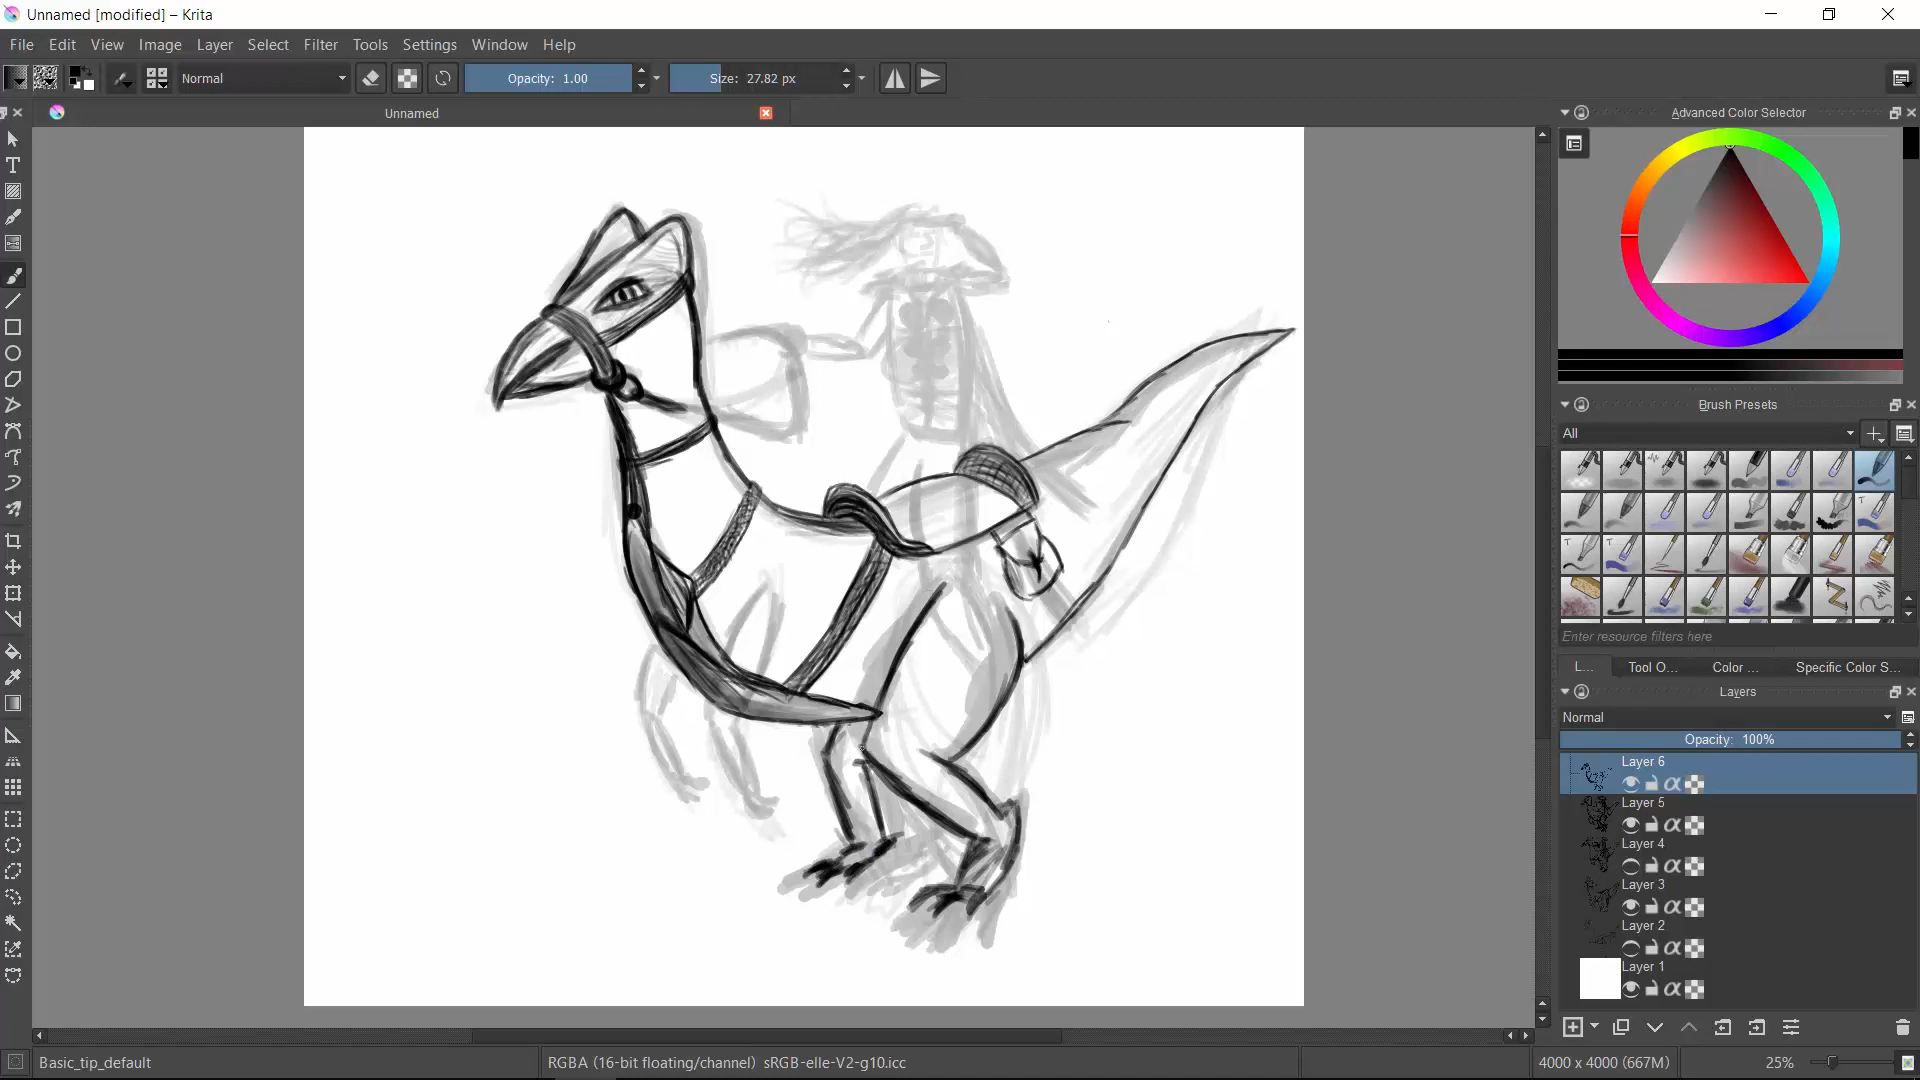 Unnamed [modified] – Krita
File Edit View Image Layer Select Filter Tools Settings Window Help
Normal Opacity: 1.00 Size: 27.82 px
Unnamed
Advanced Color Selector
Brush Presets
All
Enter resource filters here
L... Tool O... Color ... Specific Color S...
Layers
Normal
Opacity: 100%
Layer 6
Layer 5
Layer 4
Layer 3
Layer 2
Layer 1
Basic_tip_default RGBA (16-bit floating/channel) sRGB-elle-V2-g10.icc 4000 x 4000 (667M) 25%